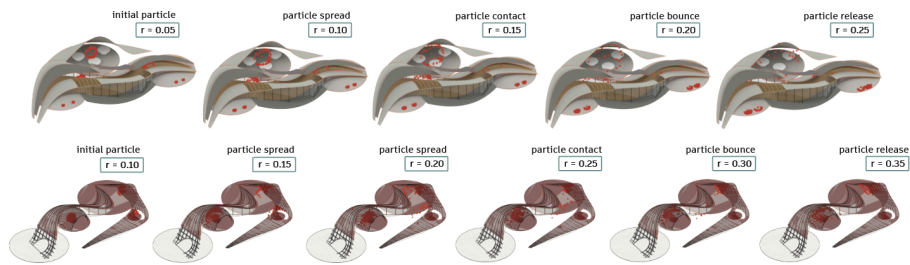 initial particle
r = 0.05
particle spread
r = 0.10
particle contact
r = 0.15
particle bounce
r = 0.20
particle release
r = 0.25
initial particle
r = 0.10
particle spread
r = 0.15
particle spread
r = 0.20
particle contact
r = 0.25
particle bounce
r = 0.30
particle release
r = 0.35